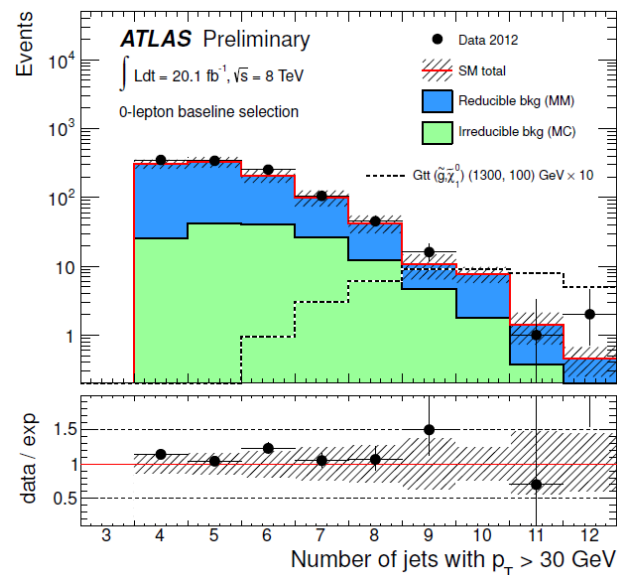 ATLAS Preliminary
∫ Ldt = 20.1 fb⁻¹, √s = 8 TeV
0-lepton baseline selection
Data 2012
SM total
Reducible bkg (MM)
Irreducible bkg (MC)
Gtt (g̃,χ̃⁰₁) (1300, 100) GeV × 10
Events
10⁴
10³
10²
10
1
data / exp
1.5
1
0.5
3 4 5 6 7 8 9 10 11 12
Number of jets with p_T > 30 GeV